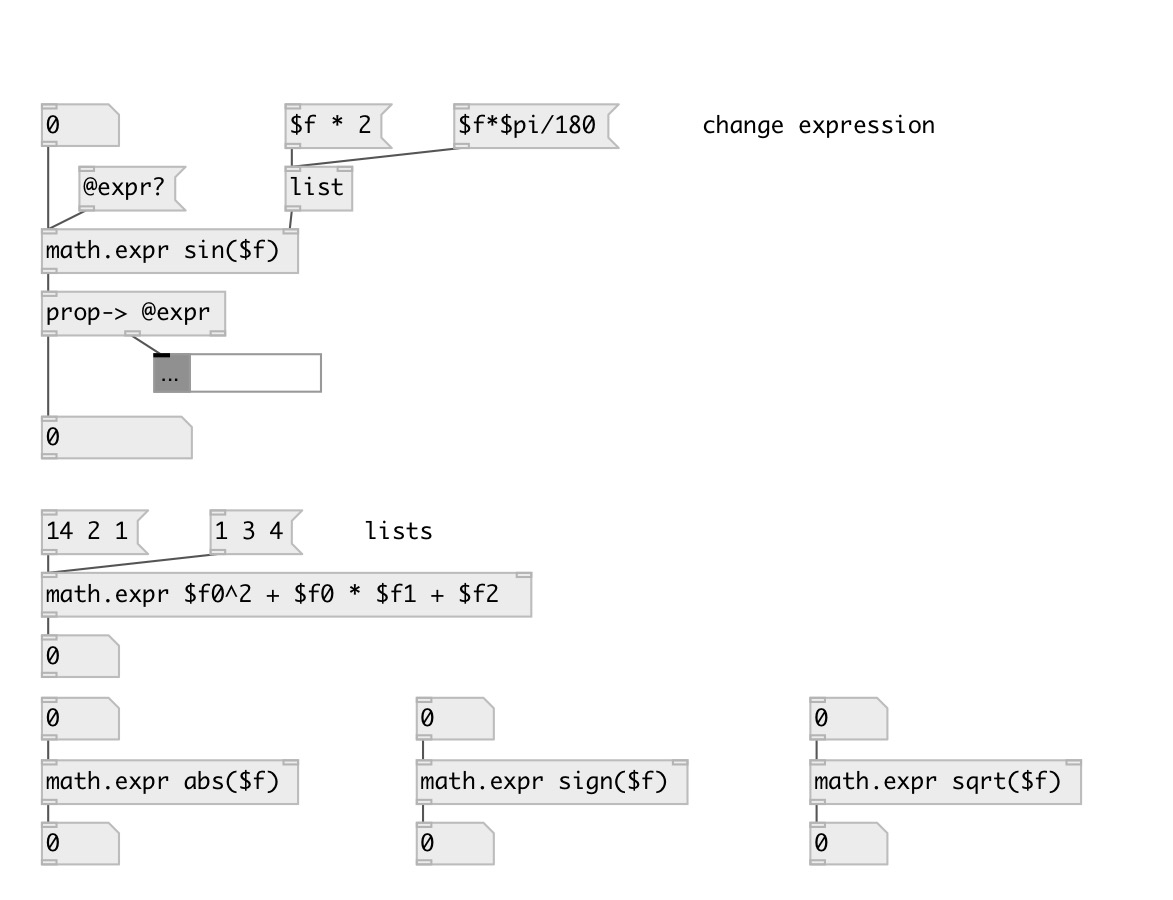 0
$f * 2
$f*$pi/180
change expression
@expr?
list
math.expr sin($f)
prop-> @expr
...
0
14 2 1
1 3 4
lists
math.expr $f0^2 + $f0 * $f1 + $f2
0
0
0
0
math.expr abs($f)
math.expr sign($f)
math.expr sqrt($f)
0
0
0